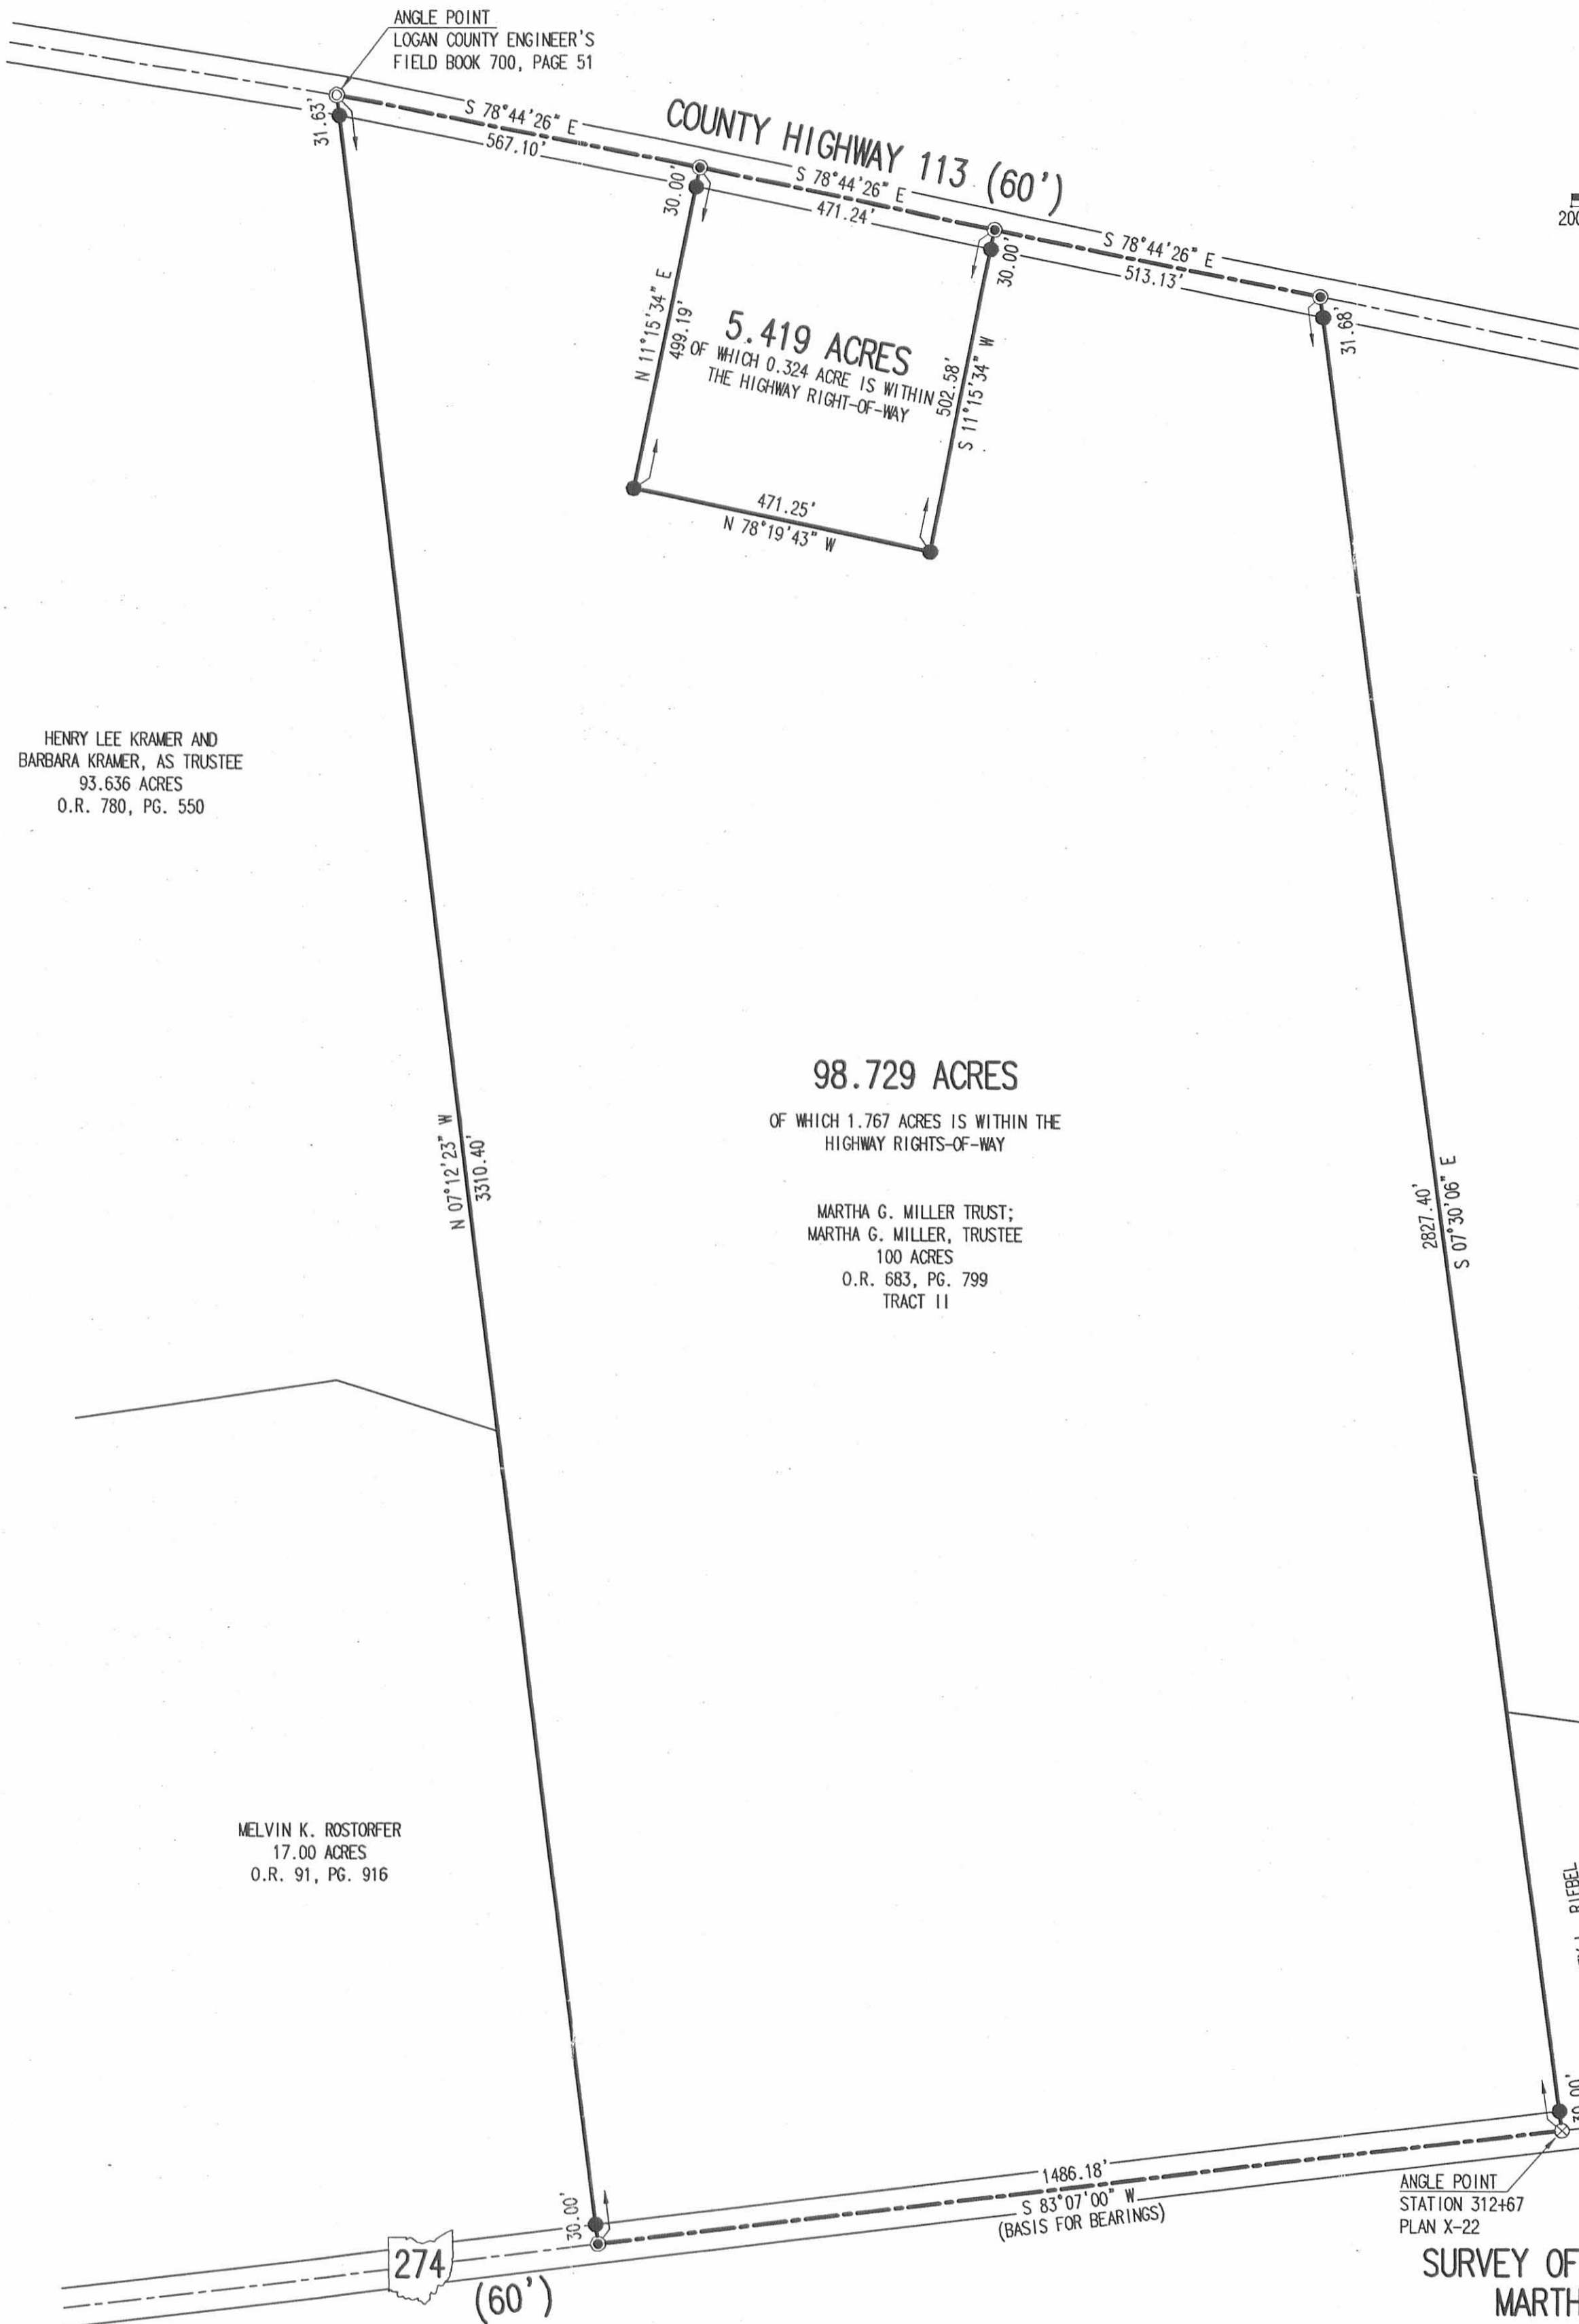 ANGLE POINT
LOGAN COUNTY ENGINEER'S
FIELD BOOK 700, PAGE 51
31.63'
S 78°44'26" E
567.10'
COUNTY HIGHWAY 113 (60')
30.00'
S 78°44'26" E
471.24'
30.00'
S 78°44'26" E
513.13'
31.68'
200
N 11°15'34" E
499.19'
5.419 ACRES
OF WHICH 0.324 ACRE IS WITHIN
THE HIGHWAY RIGHT-OF-WAY
502.58'
S 11°15'34" W
471.25'
N 78°19'43" W
HENRY LEE KRAMER AND
BARBARA KRAMER, AS TRUSTEE
93.636 ACRES
O.R. 780, PG. 550
N 07°12'23" W
3310.40'
98.729 ACRES
OF WHICH 1.767 ACRES IS WITHIN THE
HIGHWAY RIGHTS-OF-WAY
MARTHA G. MILLER TRUST;
MARTHA G. MILLER, TRUSTEE
100 ACRES
O.R. 683, PG. 799
TRACT II
2827.40'
S 07°30'06" E
MELVIN K. ROSTORFER
17.00 ACRES
O.R. 91, PG. 916
RIEBEL
30.00'
30.00'
1486.18'
S 83°07'00" W
(BASIS FOR BEARINGS)
ANGLE POINT
STATION 312+67
PLAN X-22
274
(60')
SURVEY OF
MARTH